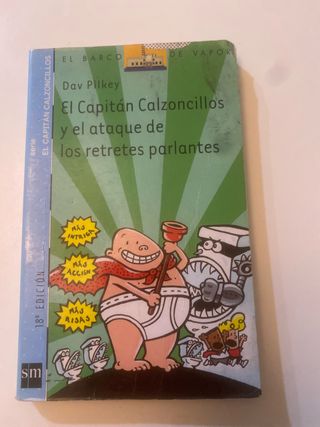 EL BARCO DE VAPOR
Dav Pilkey
El Capitán Calzoncillos
y el ataque de
los retretes parlantes
MÁS INTRIGA
MÁS ACCIÓN
MÁS RISAS
serie
EL CAPITÁN CALZONCILLOS
18ª EDICIÓN
sm